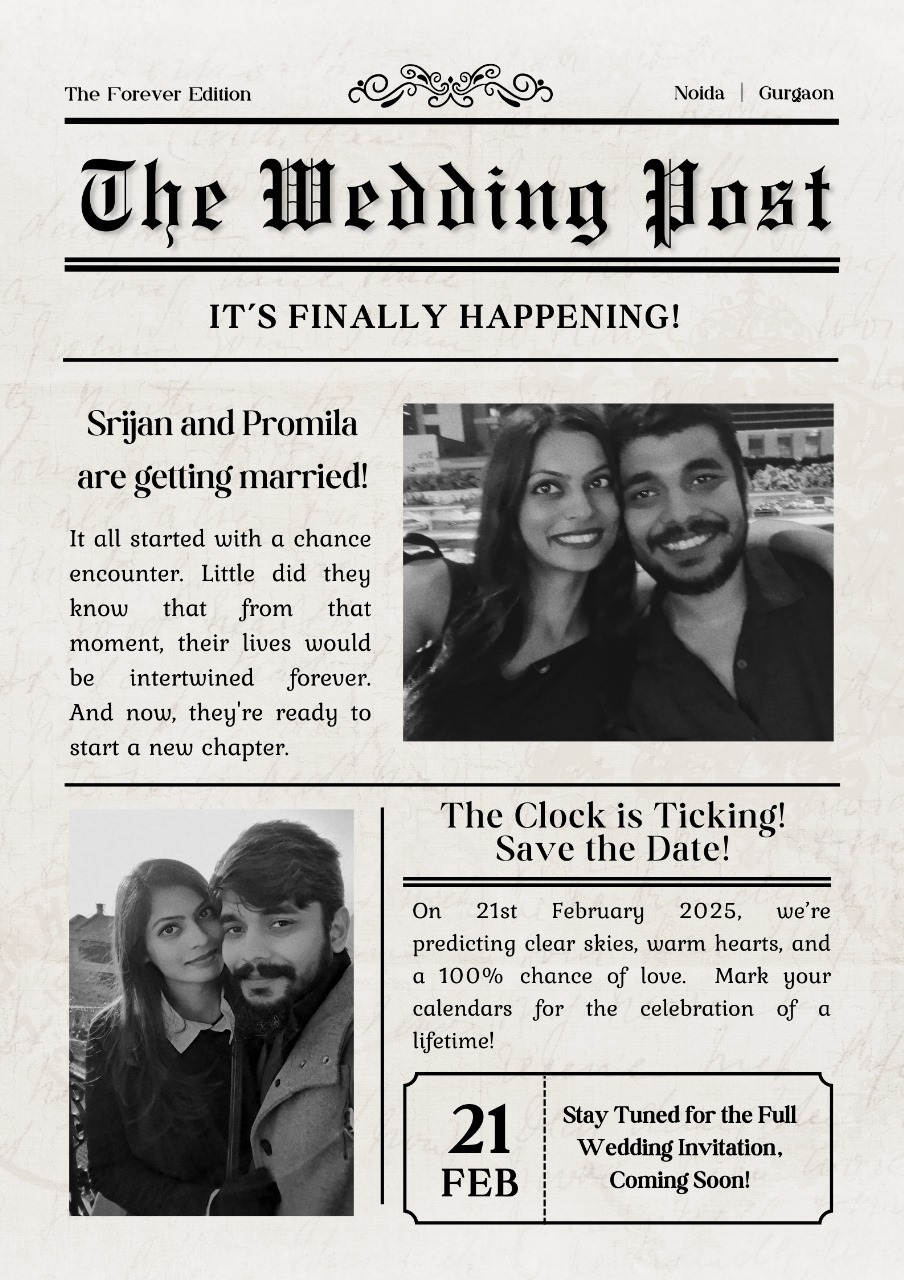 The Forever Edition
Noida | Gurgaon
The Wedding Post
IT´S FINALLY HAPPENING!
Srijan and Promila
are getting married!
It all started with a chance
encounter. Little did they
know that from that
moment, their lives would
be intertwined forever.
And now, they're ready to
start a new chapter.
The Clock is Ticking!
Save the Date!
On 21st February 2025, we’re
predicting clear skies, warm hearts, and
a 100% chance of love. Mark your
calendars for the celebration of a
lifetime!
21
FEB
Stay Tuned for the Full
Wedding Invitation,
Coming Soon!